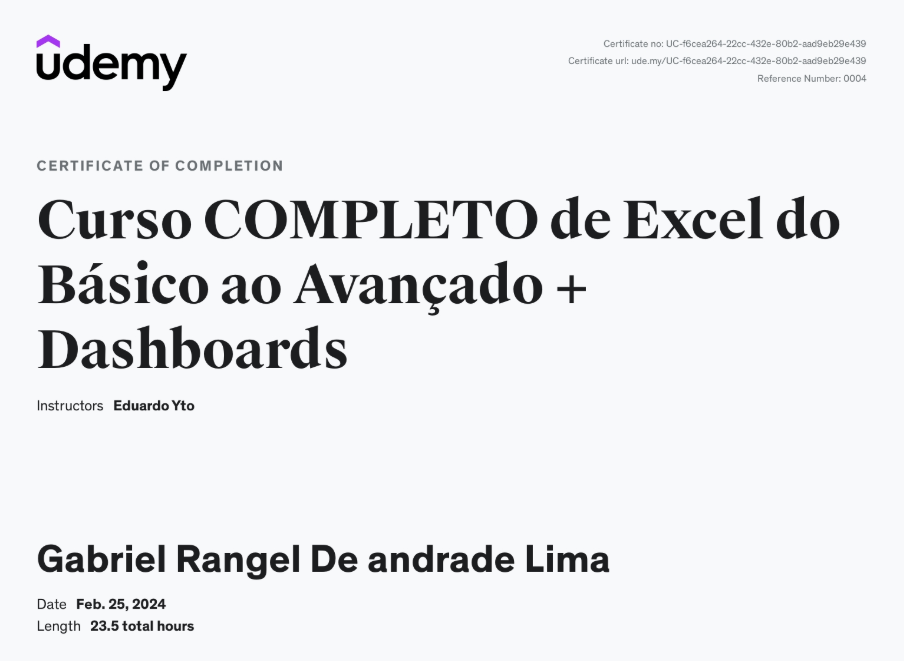 udemy
Certificate no: UC-f6cea264-22cc-432e-80b2-aad9eb29e439
Certificate url: ude.my/UC-f6cea264-22cc-432e-80b2-aad9eb29e439
Reference Number: 0004
CERTIFICATE OF COMPLETION
Curso COMPLETO de Excel do
Básico ao Avançado +
Dashboards
Instructors Eduardo Yto
Gabriel Rangel De andrade Lima
Date Feb. 25, 2024
Length 23.5 total hours